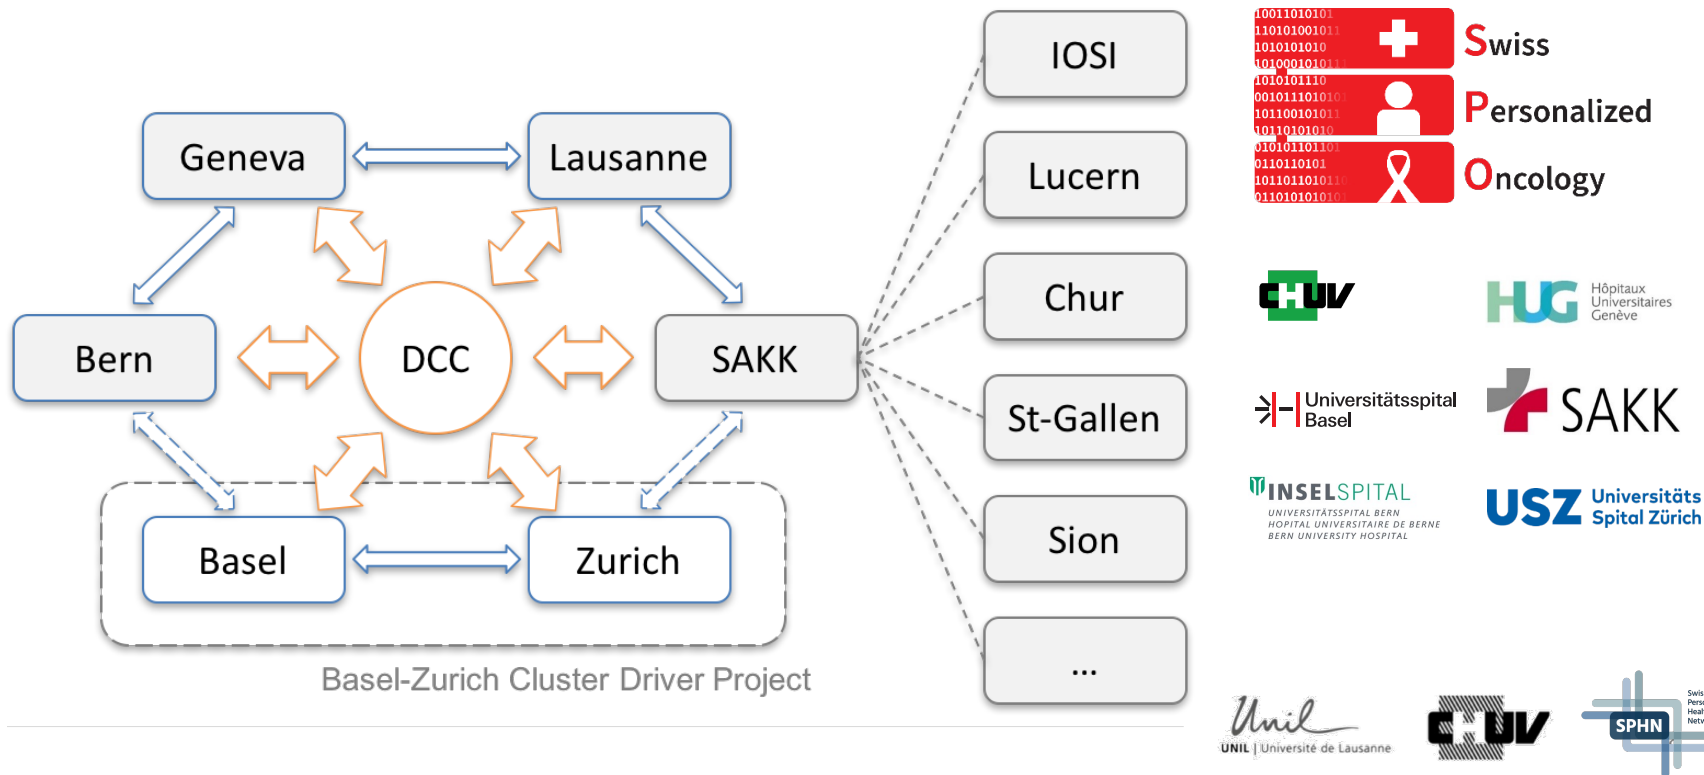 Geneva
Lausanne
Bern
DCC
SAKK
Basel
Zurich
Basel-Zurich Cluster Driver Project
IOSI
Lucern
Chur
St-Gallen
Sion
...
Swiss
Personalized
Oncology
CHUV
HUG
Hôpitaux
Universitaires
Genève
Universitätsspital
Basel
SAKK
INSELSPITAL
UNIVERSITÄTSSPITAL BERN
HOPITAL UNIVERSITAIRE DE BERNE
BERN UNIVERSITY HOSPITAL
USZ
Universitäts
Spital Zürich
Unil
UNIL | Université de Lausanne
CHUV
SPHN